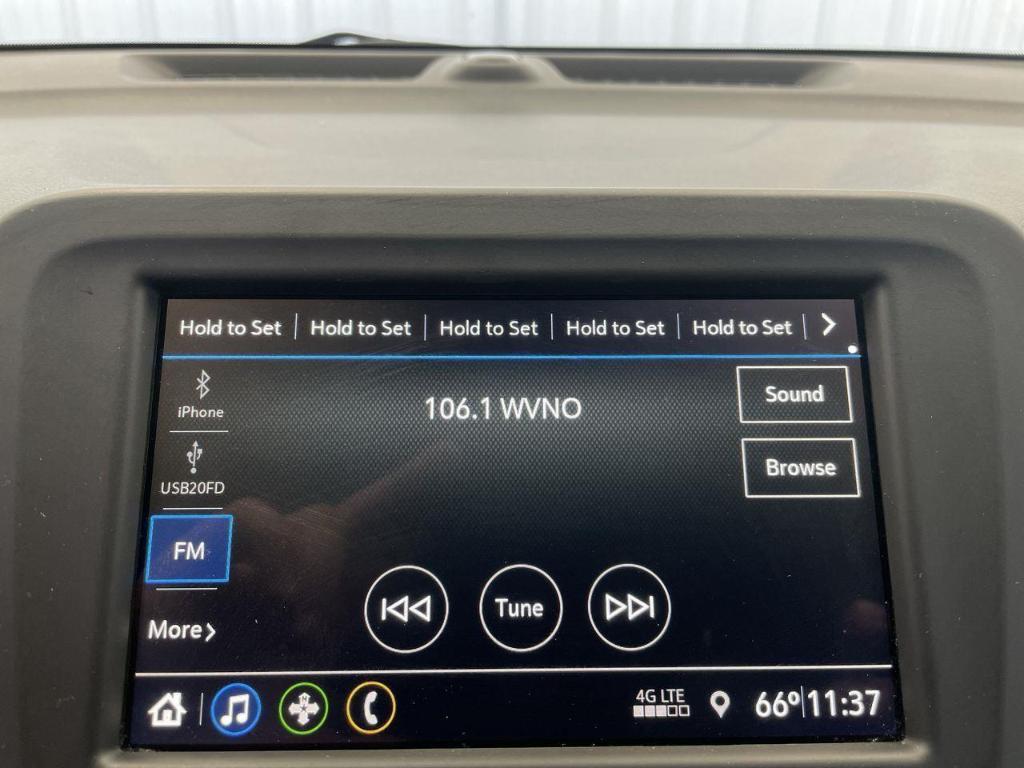 Hold to Set Hold to Set Hold to Set Hold to Set Hold to Set
iPhone
106.1 WVNO
Sound
USB20FD
Browse
FM
Tune
More
4G LTE
66° 11:37